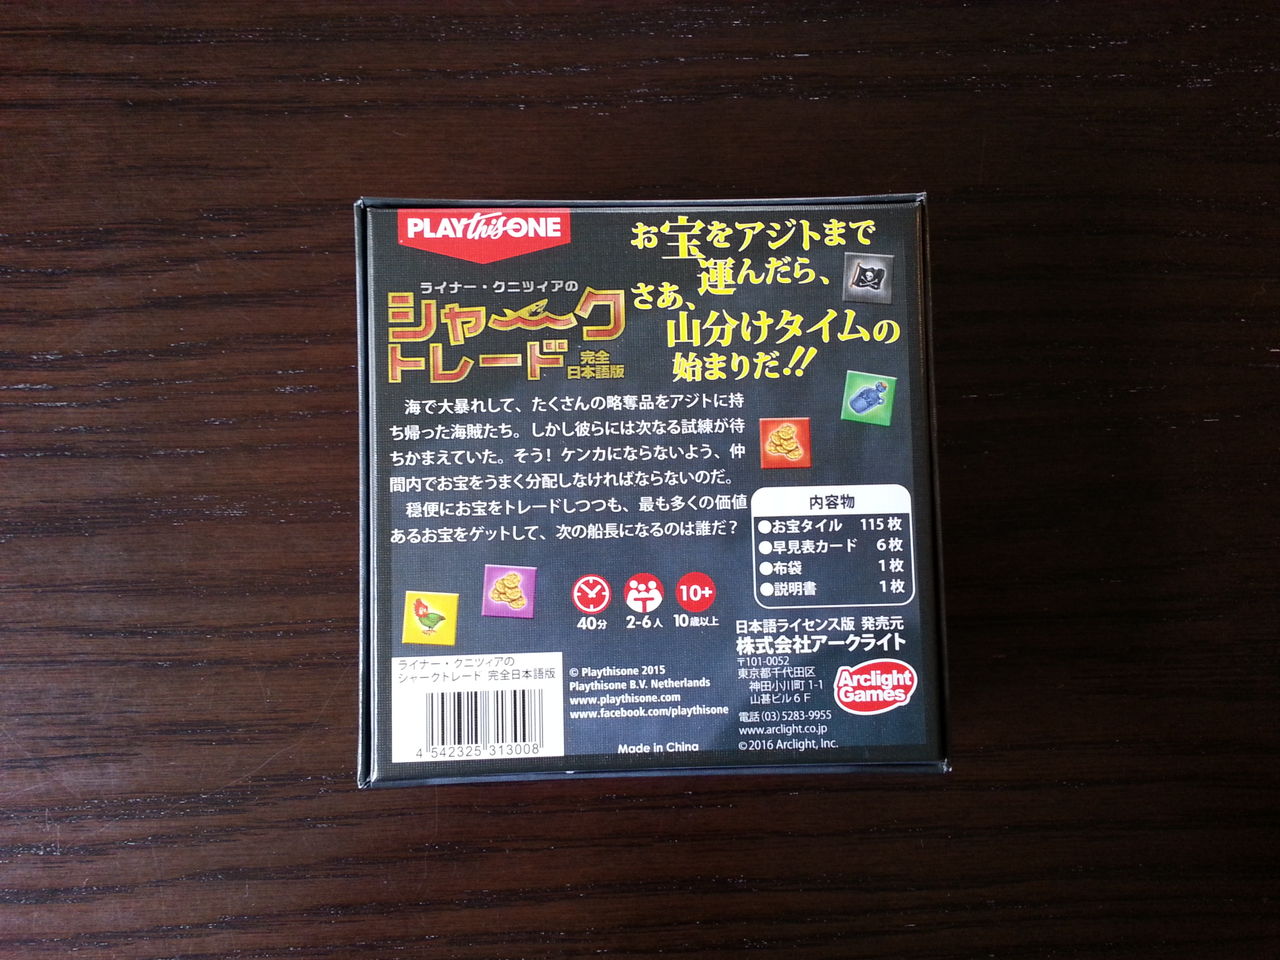 PLAY this ONE
お宝をアジトまで
運んだら、
さあ、
山分けタイムの
始まりだ!!
ライナー・クニツィアの
シャーク
トレード
完全
日本語版
海で大暴れして、たくさんの略奪品をアジトに持
ち帰った海賊たち。しかし彼らには次なる試練が待
ちかまえていた。そう！ケンカにならないよう、仲
間内でお宝をうまく分配しなければならないのだ。
穏便にお宝をトレードしつつも、最も多くの価値
あるお宝をゲットして、次の船長になるのは誰だ？
内容物
●お宝タイル 115枚
●早見表カード 6枚
●布袋 1枚
●説明書 1枚
10+
40分 2-6人 10歳以上
日本語ライセンス版 発売元
株式会社アークライト
〒101-0052
東京都千代田区
神田小川町 1-1
山甚ビル6F
電話(03)5283-9955
www.arclight.co.jp
©2016 Arclight, Inc.
Arclight
Games
ライナー・クニツィアの
シャークトレード 完全日本語版
4 542325 313008
© Playthisone 2015
Playthisone B.V. Netherlands
www.playthisone.com
www.facebook.com/playthisone
Made in China